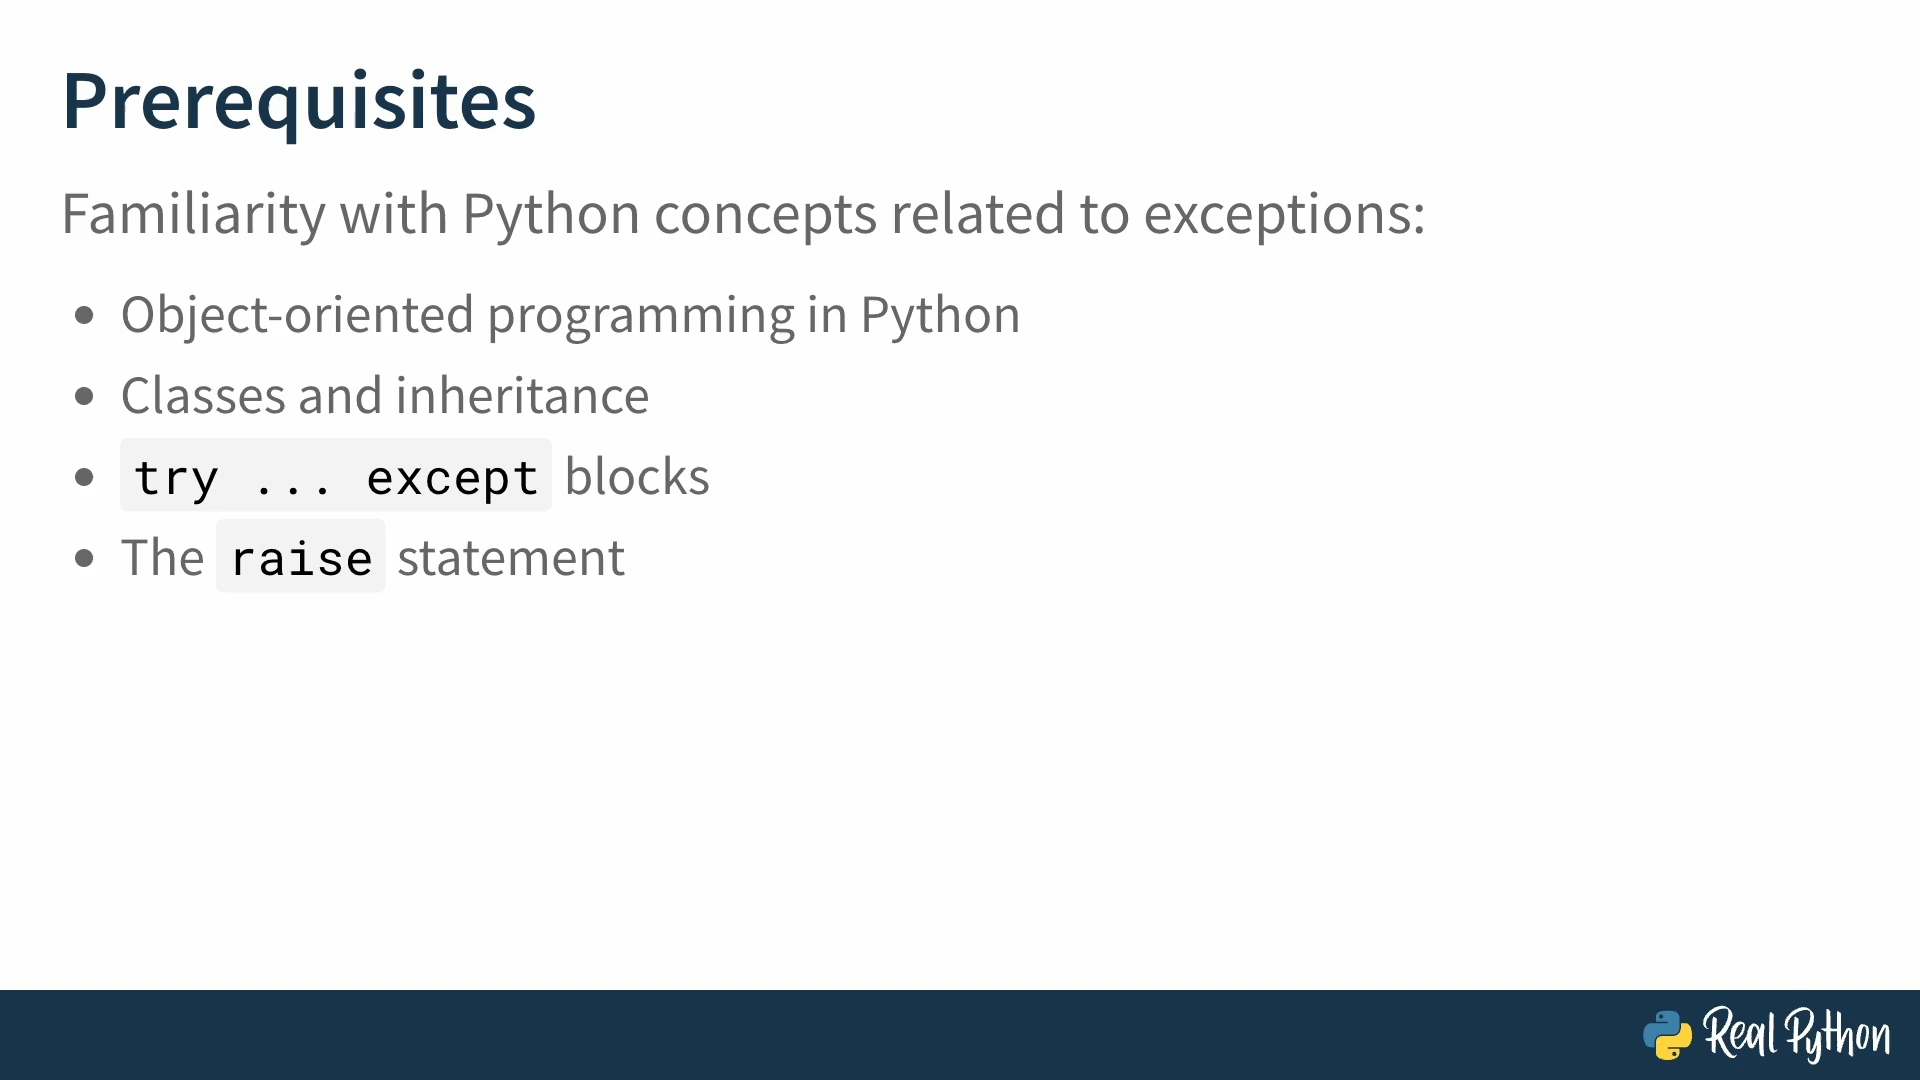 Prerequisites
Familiarity with Python concepts related to exceptions:
• Object-oriented programming in Python
• Classes and inheritance
• try ... except blocks
• The raise statement
Real Python